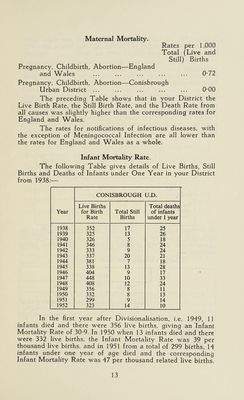 Maternal Mortality.
Rates per 1,000
Total (Live and
Still) Births
Pregnancy, Childbirth, Abortion—England
and Wales ... ... ... ... ... 0·72
Pregnancy, Childbirth, Abortion—Conisbrough
Urban District ... ... ... ... ... 0·00
The preceding Table shows that in your District the
Live Birth Rate, the Still Birth Rate, and the Death Rate from
all causes was slightly higher than the corresponding rates for
England and Wales.
The rates for notifications of infectious diseases, with
the exception of Meningococcal Infection are all lower than
the rates for England and Wales as a whole.
Infant Mortality Rate.
The following Table gives details of Live Births, Still
Births and Deaths of Infants under One Year in your District
from 1938:—
CONISBROUGH U.D.
Year Live Births for Birth Rate Total Still Births Total deaths of infants under 1 year
1938 352 17 25
1939 325 13 26
1940 326 5 18
1941 346 8 24
1942 333 9 24
1943 337 20 21
1944 381 7 18
1945 338 13 28
1946 404 9 17
1947 448 10 33
1948 408 12 24
1949 356 8 11
1950 332 8 13
1951 299 9 14
1952 323 14 10
In the first year after Divisionalisation, i.e. 1949, 11
infants died and there were 356 live births, giving an Infant
Mortality Rate of 30·9. In 1950 when 13 infants died and there
were 332 live births, the Infant Mortality Rate was 39 per
thousand live births, and in 1951 from a total of 299 births, 14
infants under one year of age died and the corresponding
Infant Mortality Rate was 47 per thousand related live births.
13